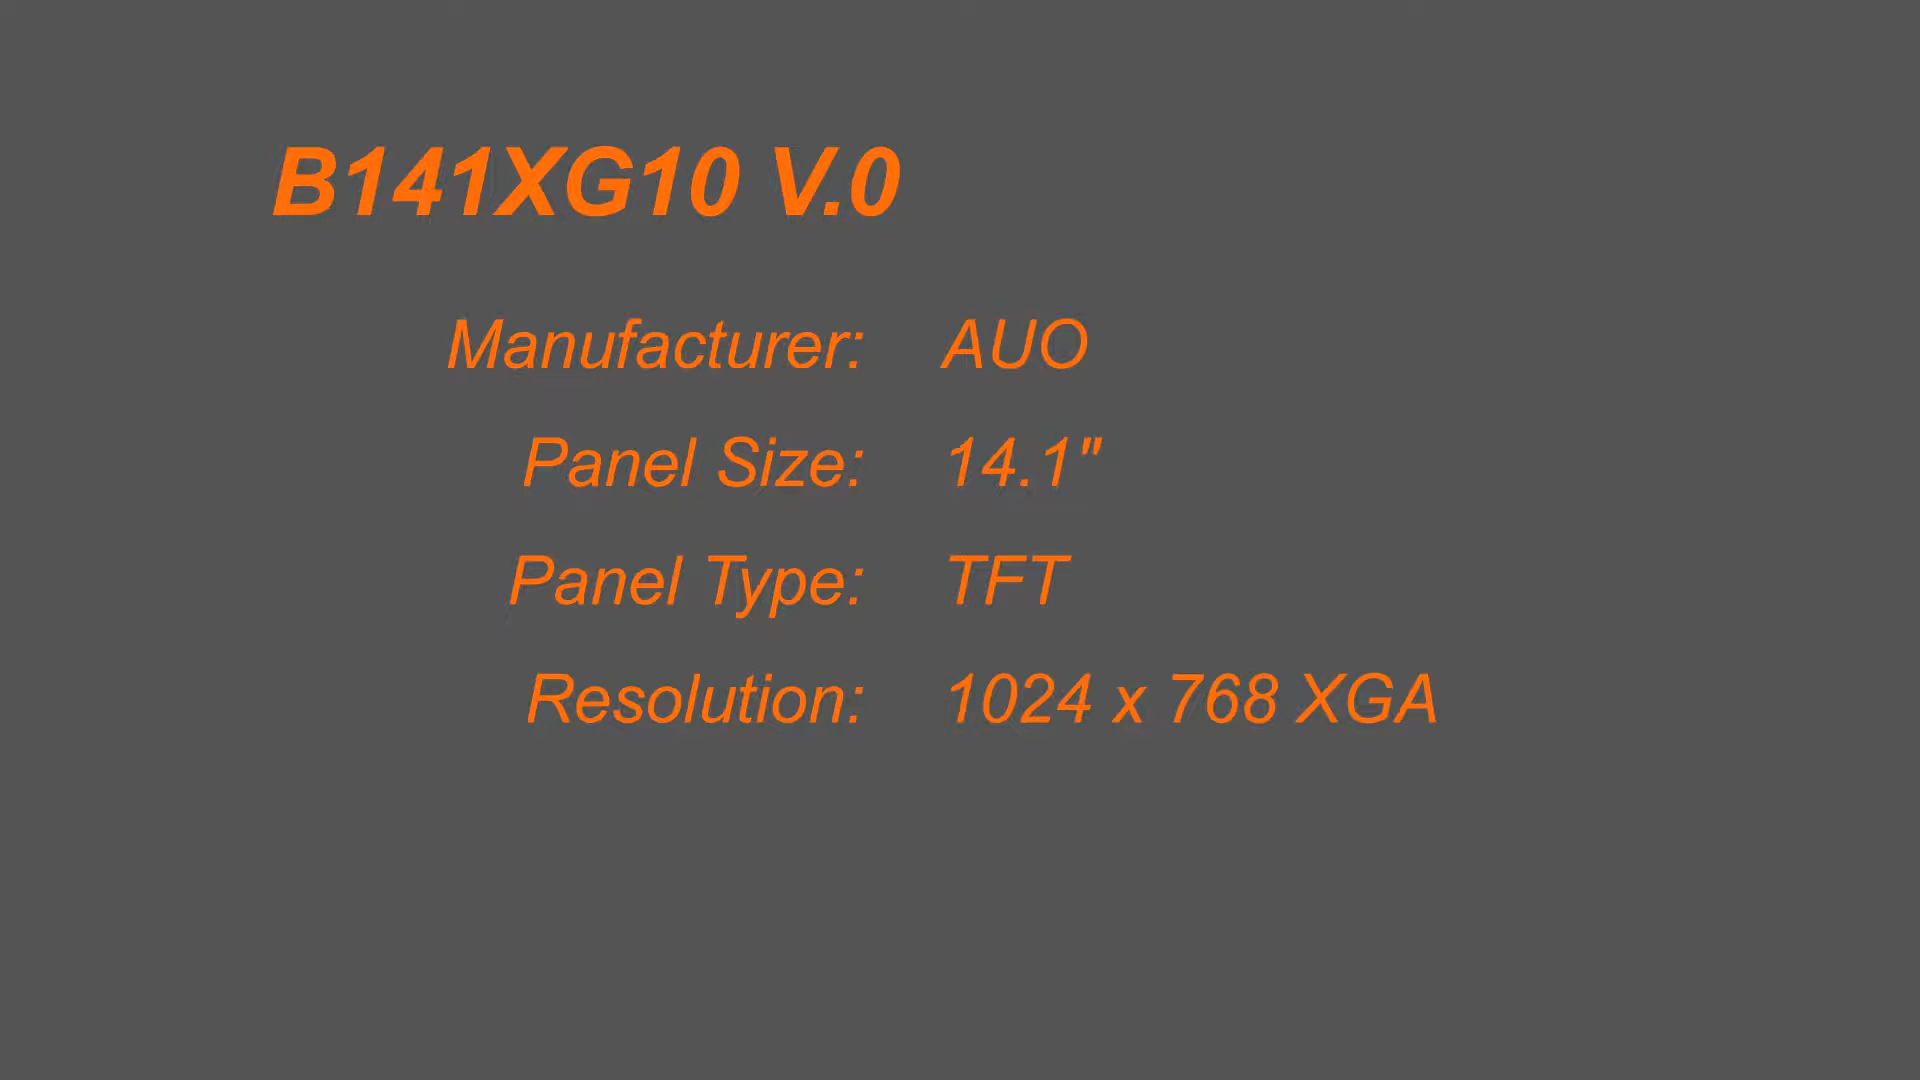 B141XG10 V.0
Manufacturer: AUO
Panel Size: 14.1"
Panel Type: TFT
Resolution: 1024 x 768 XGA